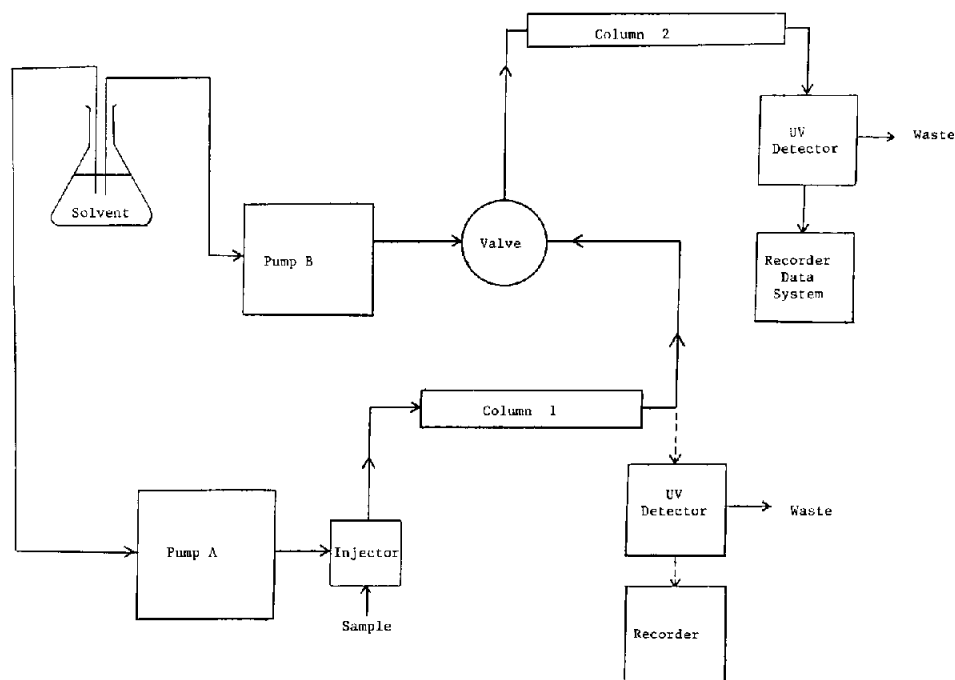 Column 2
UV
Detector
Waste
Solvent
Pump B
Valve
Recorder
Data
System
Column 1
UV
Detector
Waste
Pump A
Injector
Sample
Recorder